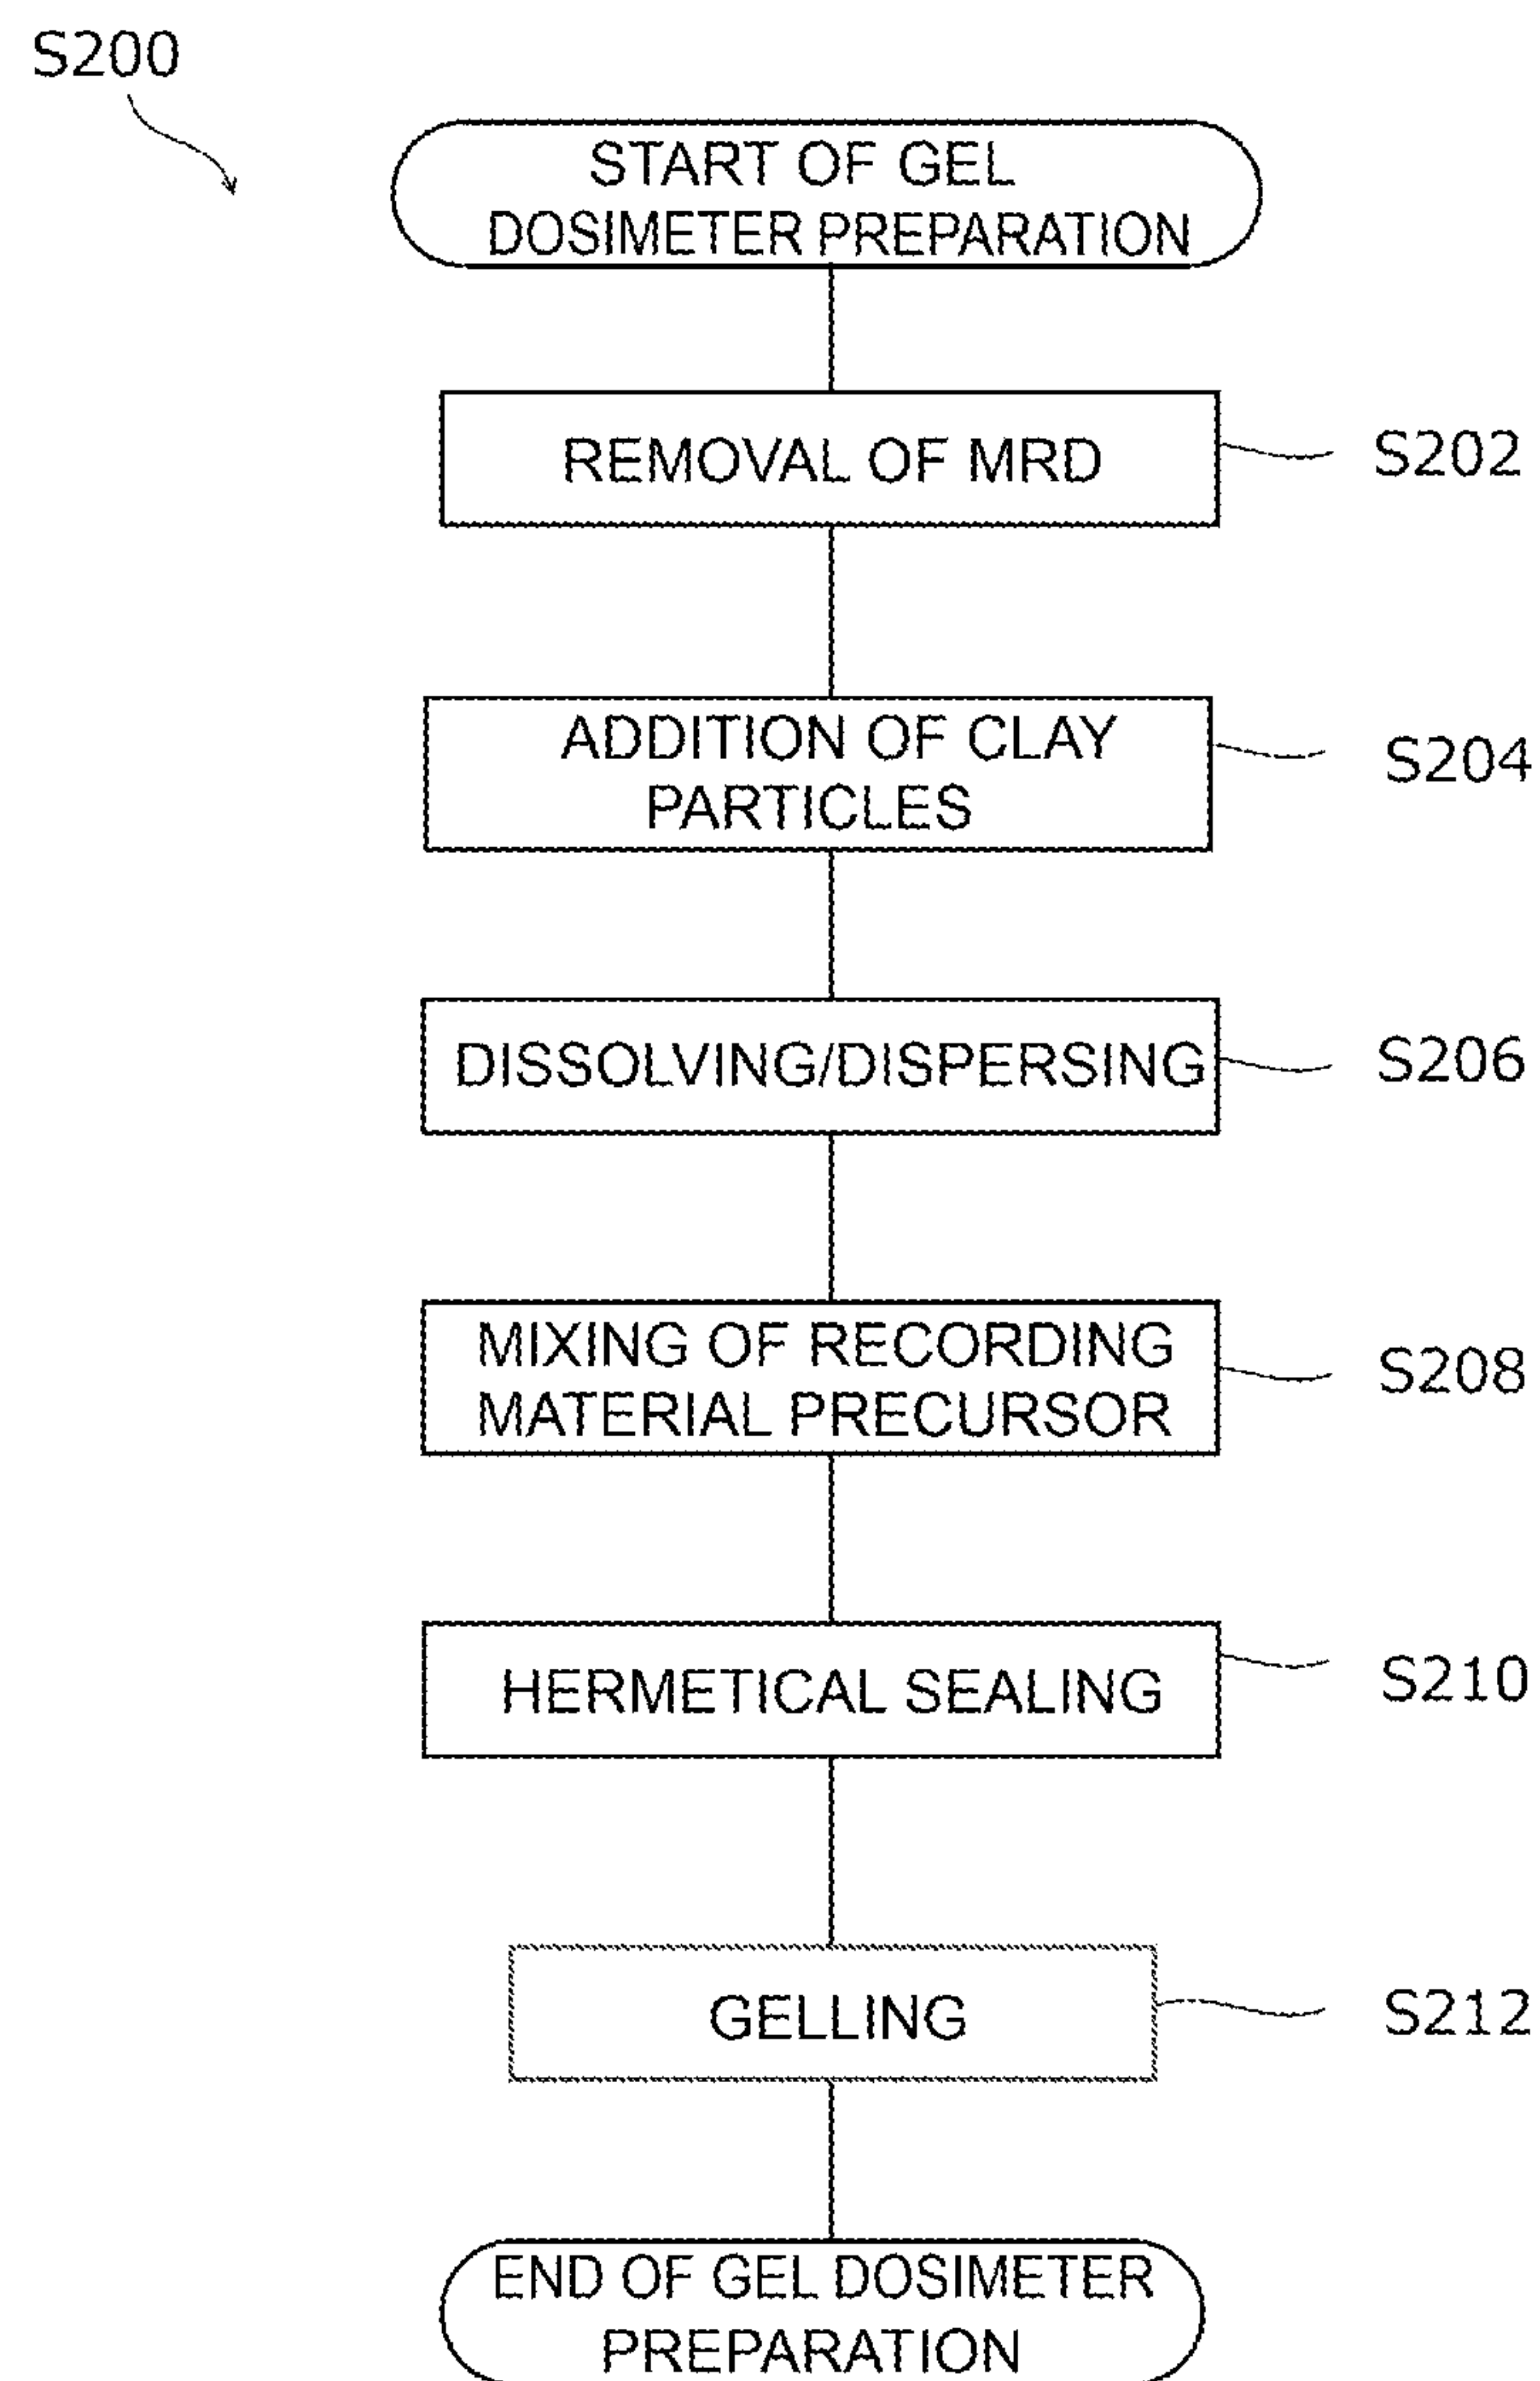 S200
START OF GEL
DOSIMETER PREPARATION
REMOVAL OF MRD
S202
ADDITION OF CLAY
PARTICLES
S204
DISSOLVING/DISPERSING
S206
MIXING OF RECORDING
MATERIAL PRECURSOR
S208
HERMETICAL SEALING
S210
GELLING
S212
END OF GEL DOSIMETER
PREPARATION